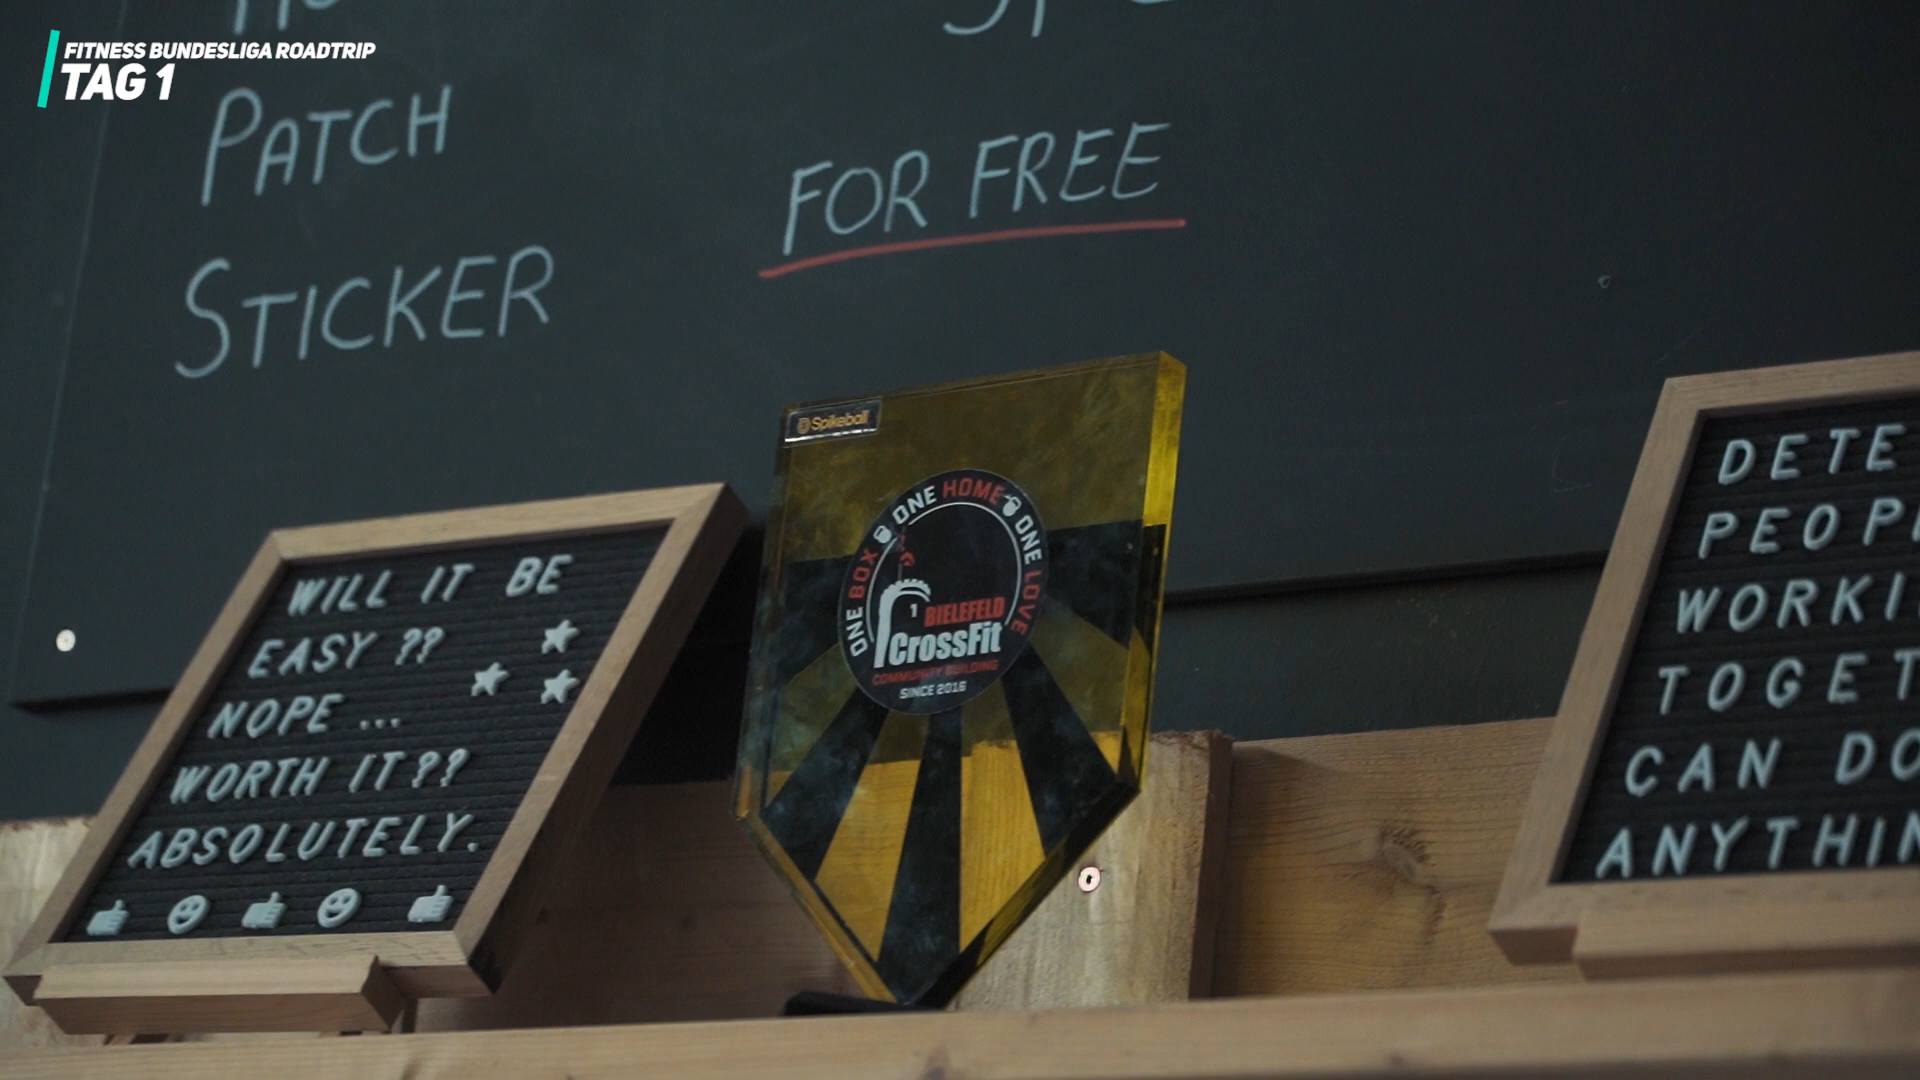 FITNESS BUNDESLIGA ROADTRIP
TAG 1
PATCH
STICKER
FOR FREE
Spikeball
ONE BOX ONE HOME ONE LOVE
1 BIELEFELD
CrossFit
COMMUNITY BUILDING
SINCE 2016
WILL IT BE
EASY ??
NOPE ...
WORTH IT??
ABSOLUTELY.
DETE
PEOP
WORKI
TOGET
CAN DO
ANYTHIN